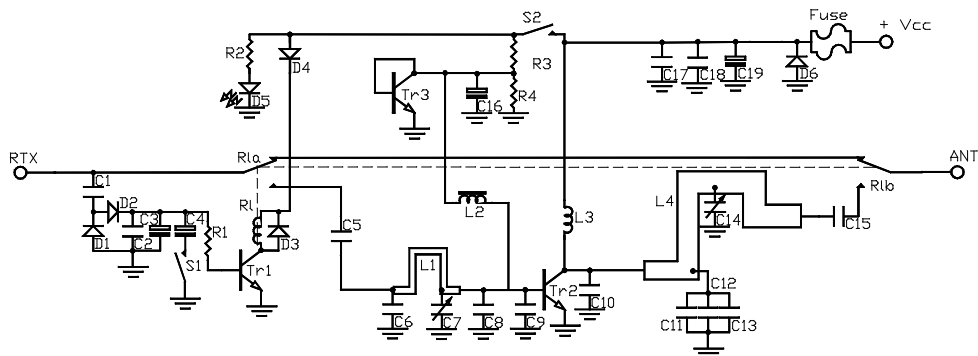 S2
Fuse
+ Vcc
R2
D4
R3
D5
Tr3
C16
R4
C17
C18
C19
D6
RTX
Rla
ANT
C1
Rlb
D2
Rl
L2
L4
C3
C4
C14
D1
C2
R1
D3
C5
L3
C15
S1
Tr1
L1
C12
Tr2
C10
C6
C7
C8
C9
C11
C13